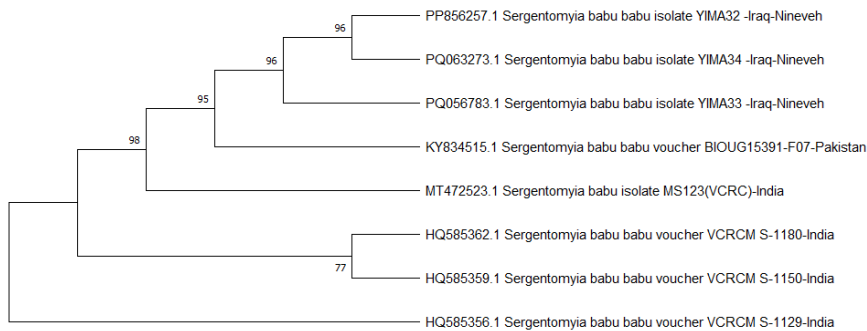 PP856257.1 Sergentomyia babu babu isolate YIMA32 -Iraq-Nineveh
96
PQ063273.1 Sergentomyia babu babu isolate YIMA34 -Iraq-Nineveh
96
PQ056783.1 Sergentomyia babu babu isolate YIMA33 -Iraq-Nineveh
95
KY834515.1 Sergentomyia babu babu voucher BIOUG15391-F07-Pakistan
98
MT472523.1 Sergentomyia babu isolate MS123(VCRC)-India
HQ585362.1 Sergentomyia babu babu voucher VCRCM S-1180-India
77
HQ585359.1 Sergentomyia babu babu voucher VCRCM S-1150-India
HQ585356.1 Sergentomyia babu babu voucher VCRCM S-1129-India